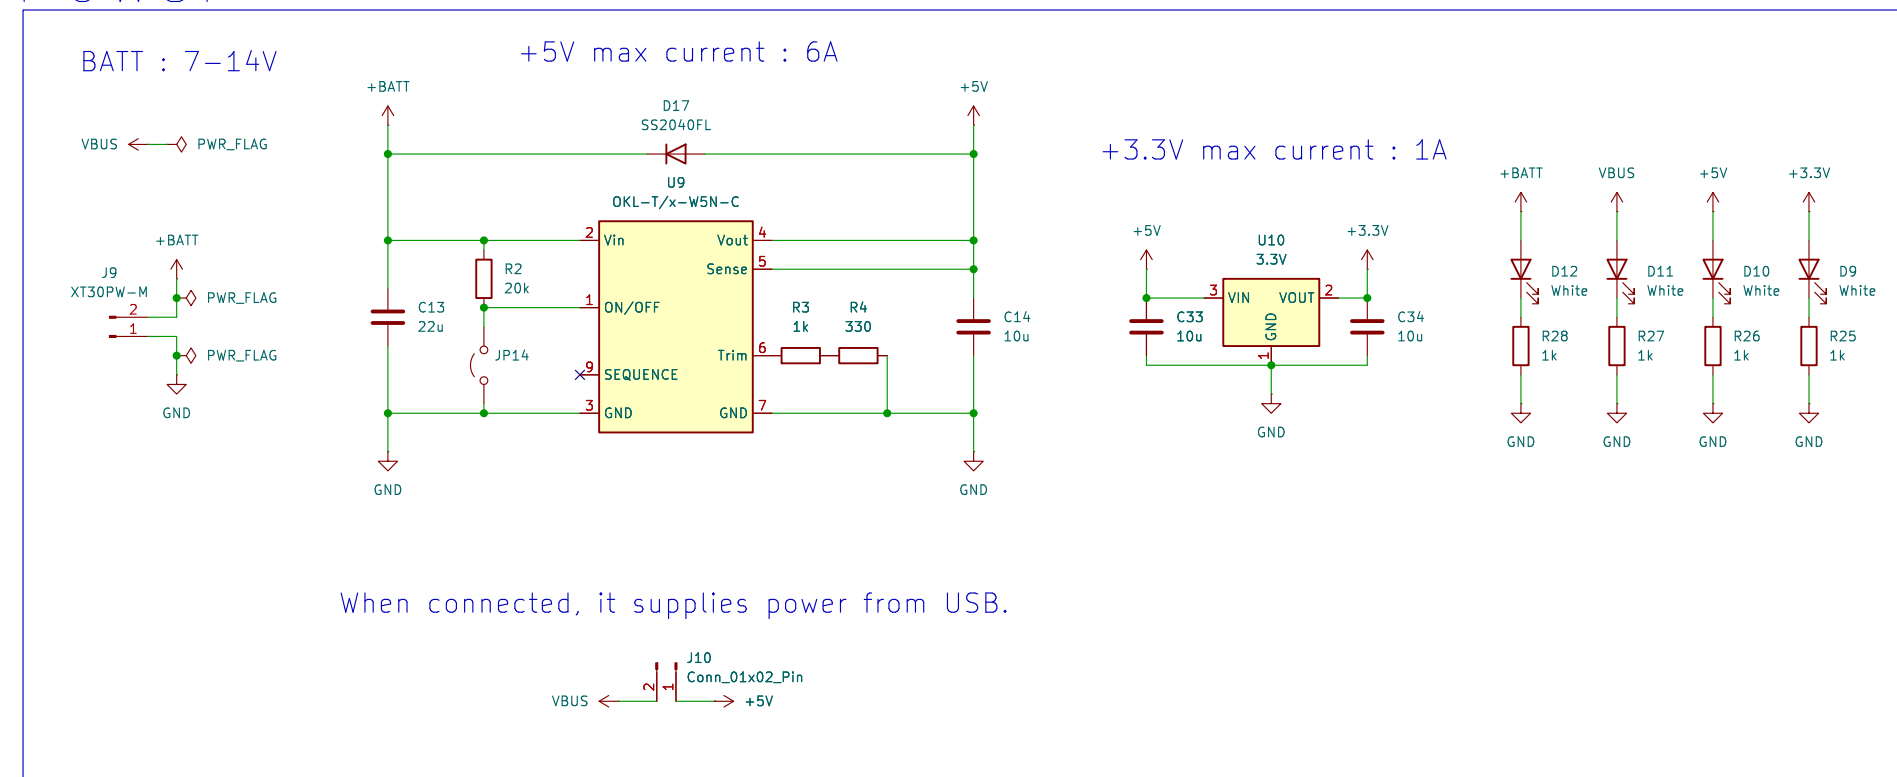 BATT : 7-14V
+5V max current : 6A
VBUS
PWR_FLAG
+BATT
J9
XT30PW-M
2
1
PWR_FLAG
PWR_FLAG
GND
+BATT
+5V
D17
SS2040FL
U9
OKL-T/x-W5N-C
2
Vin
Vout
4
Sense
5
R2
20k
1
ON/OFF
C13
22u
R3
1k
R4
330
Trim
6
JP14
9
SEQUENCE
3
GND
GND
7
C14
10u
GND
GND
+3.3V max current : 1A
+5V
U10
3.3V
+3.3V
3
VIN
VOUT
2
GND
1
C33
10u
C34
10u
GND
+BATT
VBUS
+5V
+3.3V
D12
White
D11
White
D10
White
D9
White
R28
1k
R27
1k
R26
1k
R25
1k
GND
GND
GND
GND
When connected, it supplies power from USB.
J10
Conn_01x02_Pin
2
1
VBUS
+5V